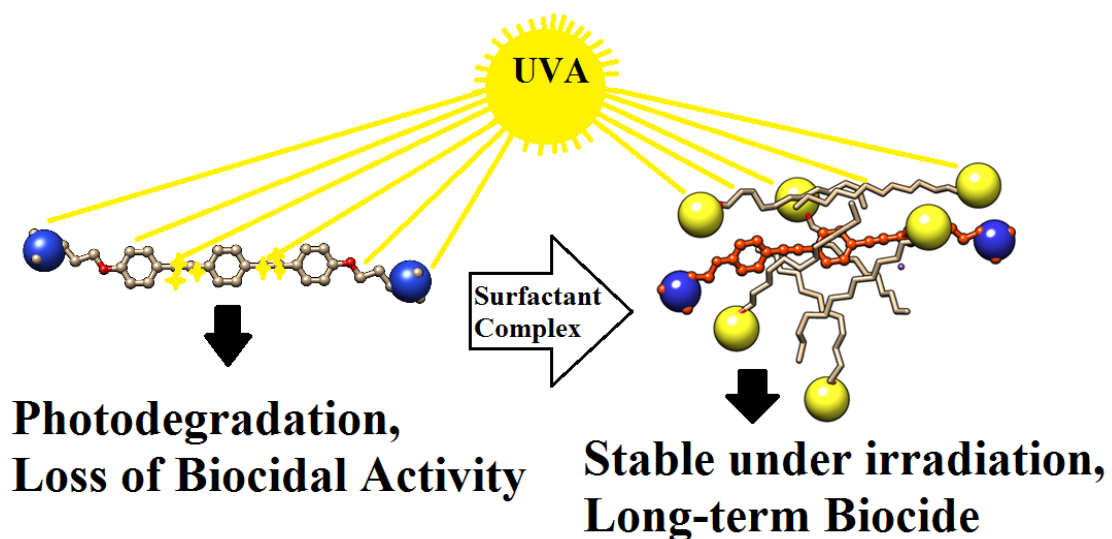 UVA
Surfactant
Complex
Photodegradation,
Loss of Biocidal Activity
Stable under irradiation,
Long-term Biocide